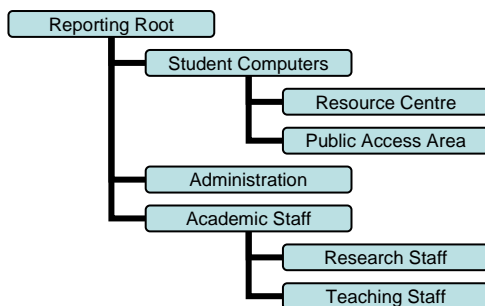 Reporting Root
Student Computers
Resource Centre
Public Access Area
Administration
Academic Staff
Research Staff
Teaching Staff